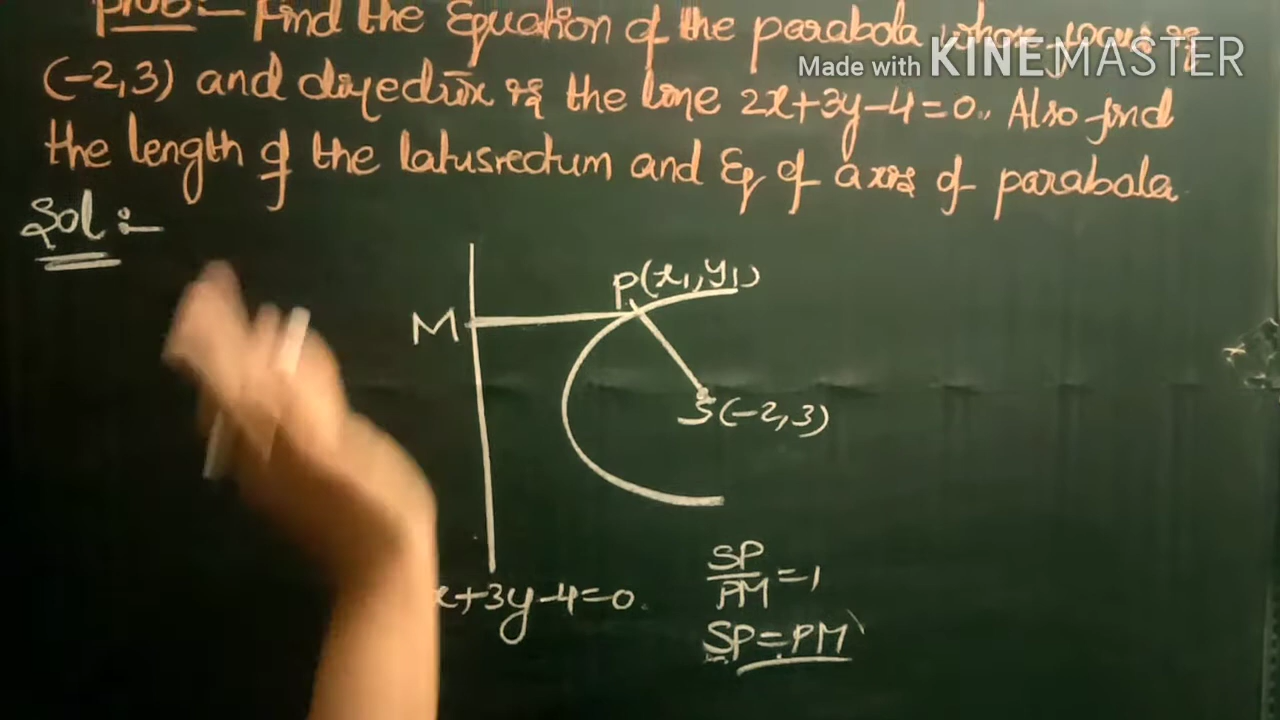 Prob:- Find the Equation of the parabola whose focus is
(-2,3) and directrix is the line 2x+3y-4=0. Also find
the length of the latusrectum and Eq of axis of parabola
Made with KINEMASTER
Sol:-
P(x₁,y₁)
M
S(-2,3)
x+3y-4=0.
SP/PM=1
SP=PM